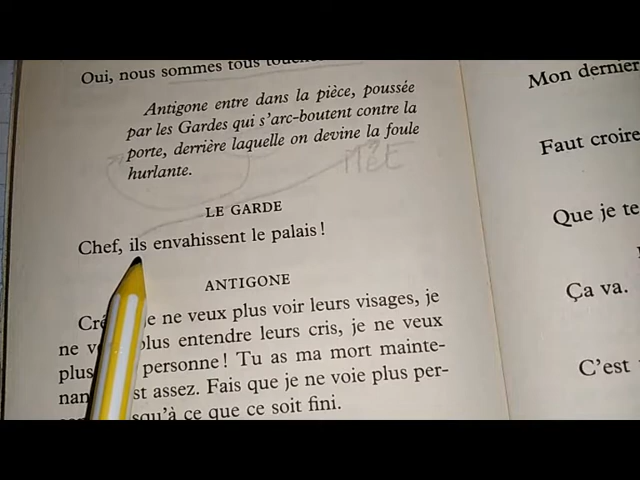 Oui, nous sommes tous
Antigone entre dans la pièce, poussée
par les Gardes qui s'arc-boutent contre la
porte, derrière laquelle on devine la foule
hurlante.
LE GARDE
Chef, ils envahissent le palais !
ANTIGONE
je ne veux plus voir leurs visages, je
ne plus entendre leurs cris, je ne veux
plus personne ! Tu as ma mort mainte-
assez. Fais que je ne voie plus per-
ce que ce soit fini.
Mon dernier
Faut croire
Que je te
Ça va.
C'est